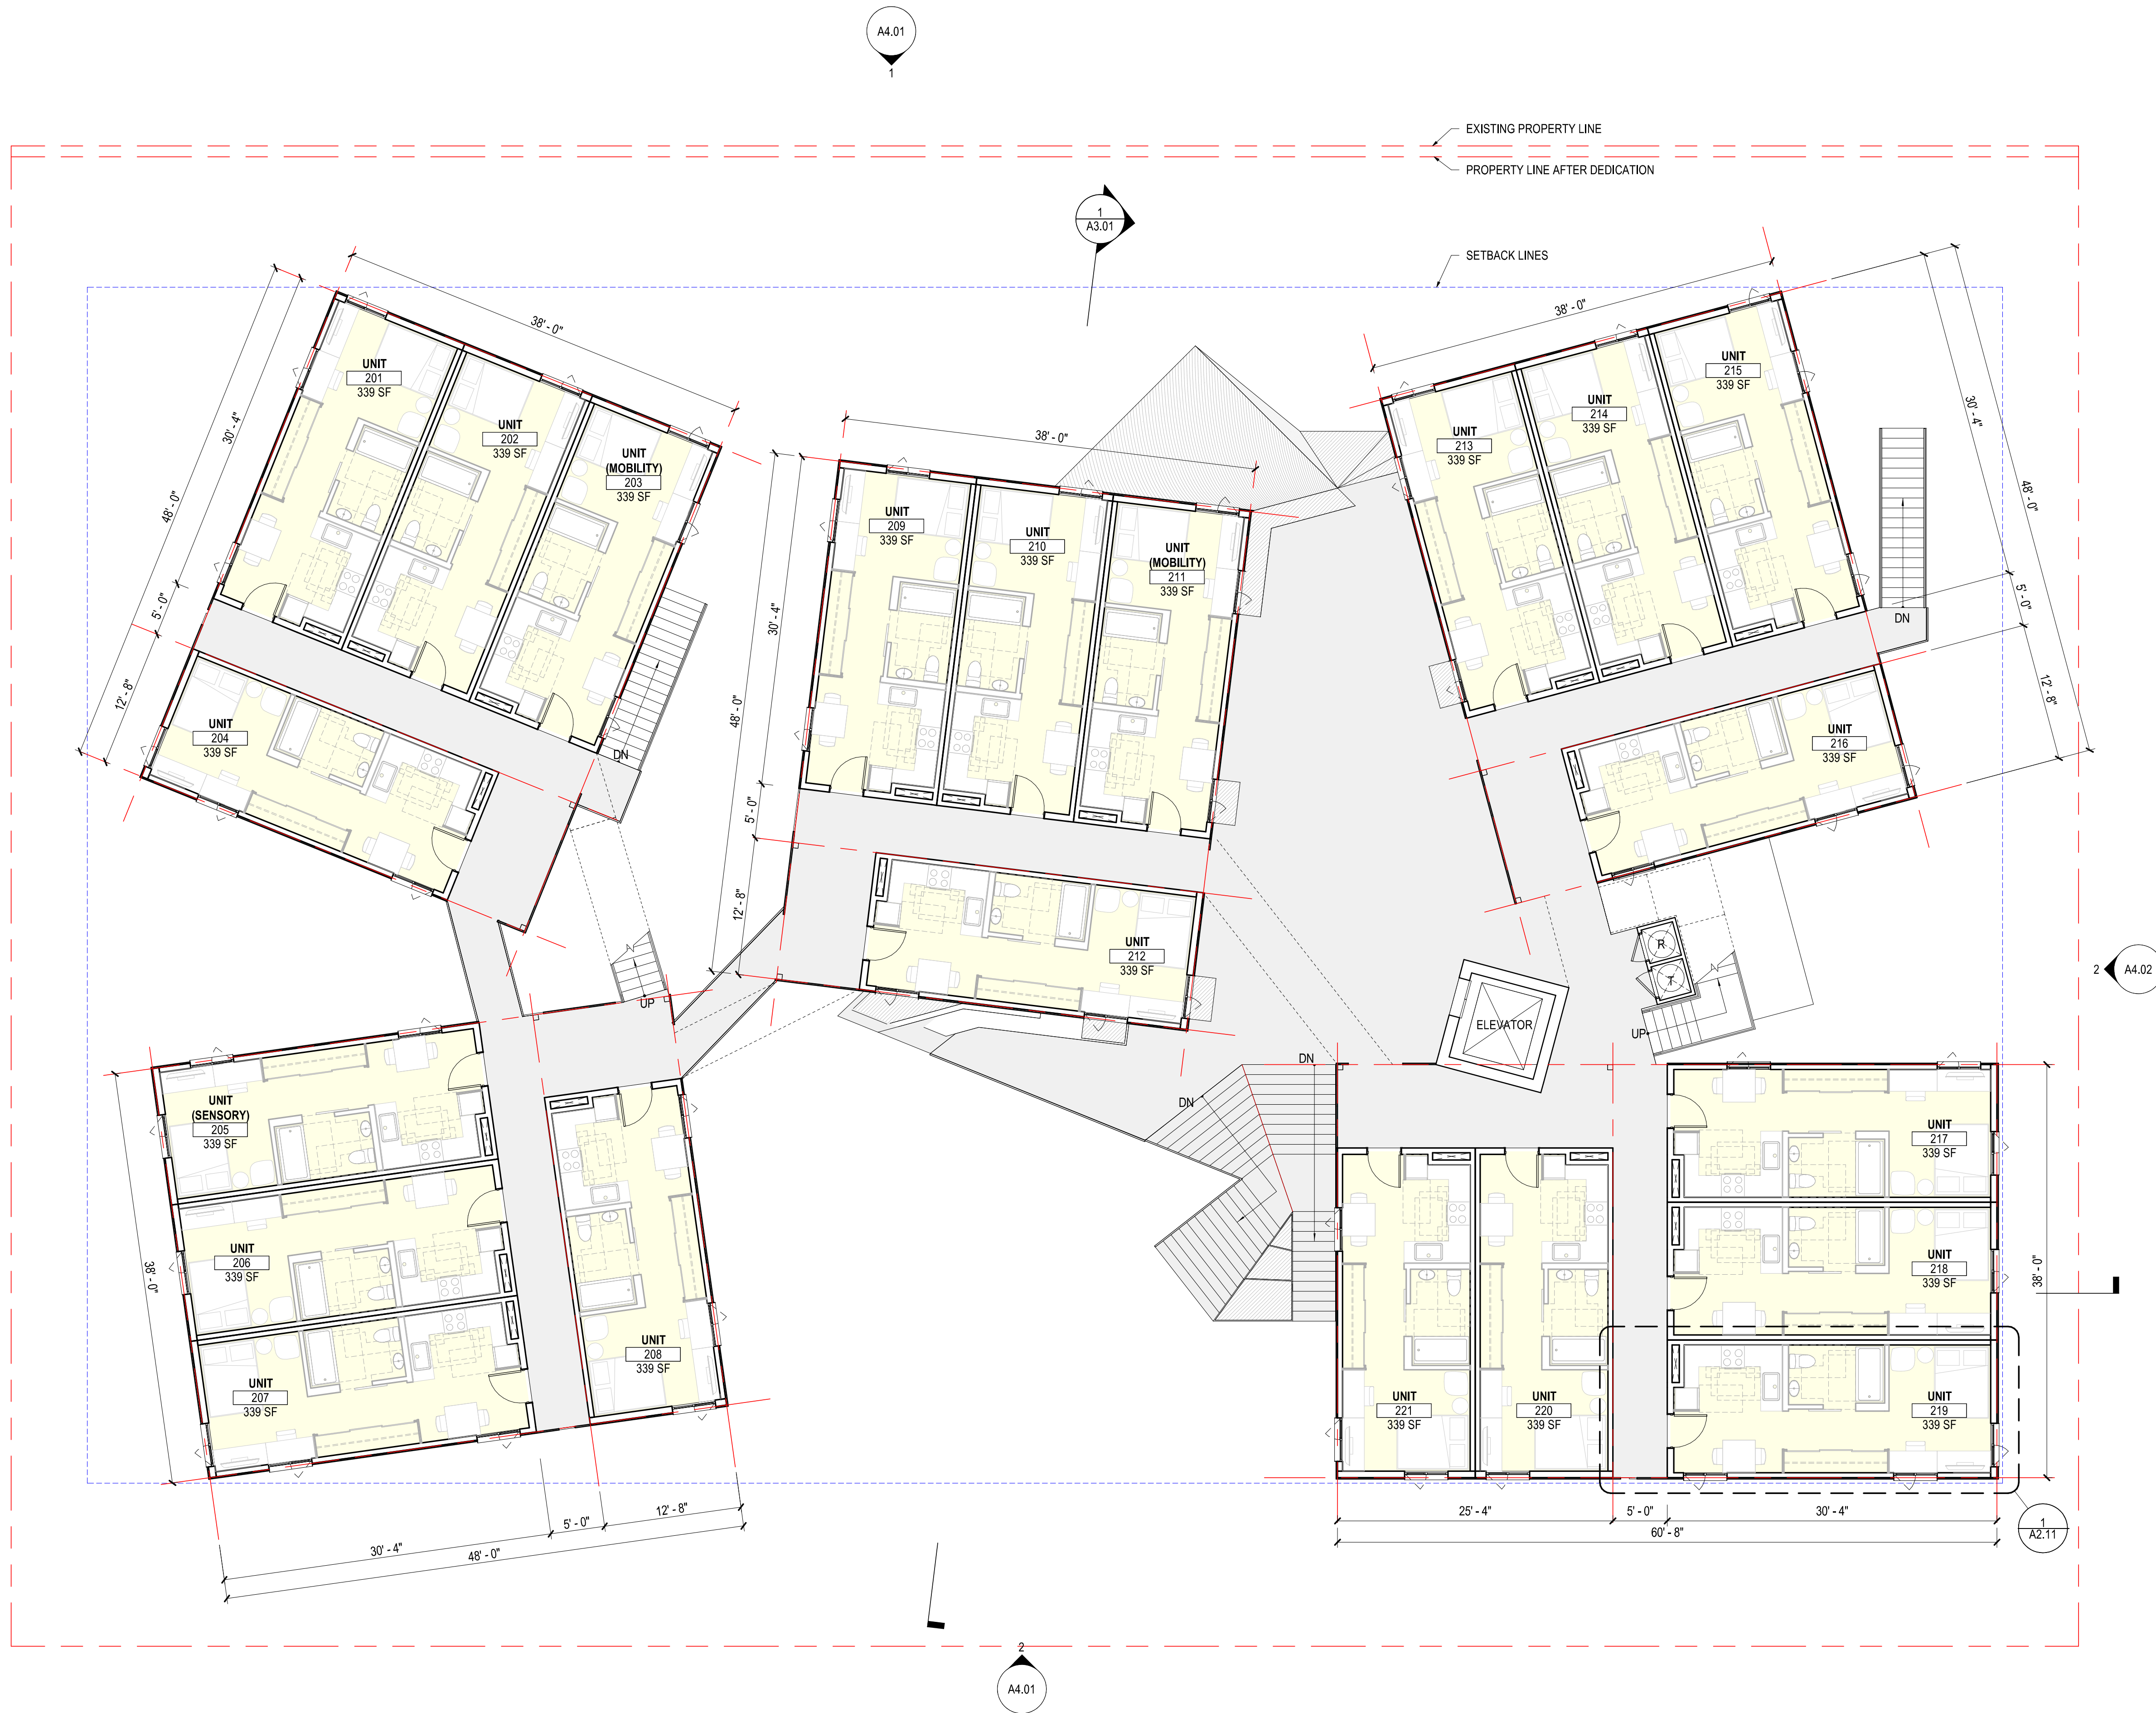 A4.01
1
EXISTING PROPERTY LINE
PROPERTY LINE AFTER DEDICATION
1
A3.01
SETBACK LINES
38' - 0"
30' - 4"
48' - 0"
5' - 0"
12' - 8"
UNIT
201
339 SF
UNIT
202
339 SF
UNIT
(MOBILITY)
203
339 SF
UNIT
204
339 SF
DN
38' - 0"
30' - 4"
48' - 0"
5' - 0"
12' - 8"
UNIT
209
339 SF
UNIT
210
339 SF
UNIT
(MOBILITY)
211
339 SF
UNIT
212
339 SF
38' - 0"
30' - 4"
48' - 0"
5' - 0"
12' - 8"
UNIT
213
339 SF
UNIT
214
339 SF
UNIT
215
339 SF
DN
UNIT
216
339 SF
R
T
UP
ELEVATOR
2
A4.02
UP
UNIT
(SENSORY)
205
339 SF
UNIT
206
339 SF
UNIT
207
339 SF
UNIT
208
339 SF
38' - 0"
30' - 4"
5' - 0"
12' - 8"
48' - 0"
DN
DN
UNIT
217
339 SF
UNIT
218
339 SF
UNIT
219
339 SF
UNIT
221
339 SF
UNIT
220
339 SF
38' - 0"
25' - 4"
5' - 0"
30' - 4"
60' - 8"
1
A2.11
2
A4.01